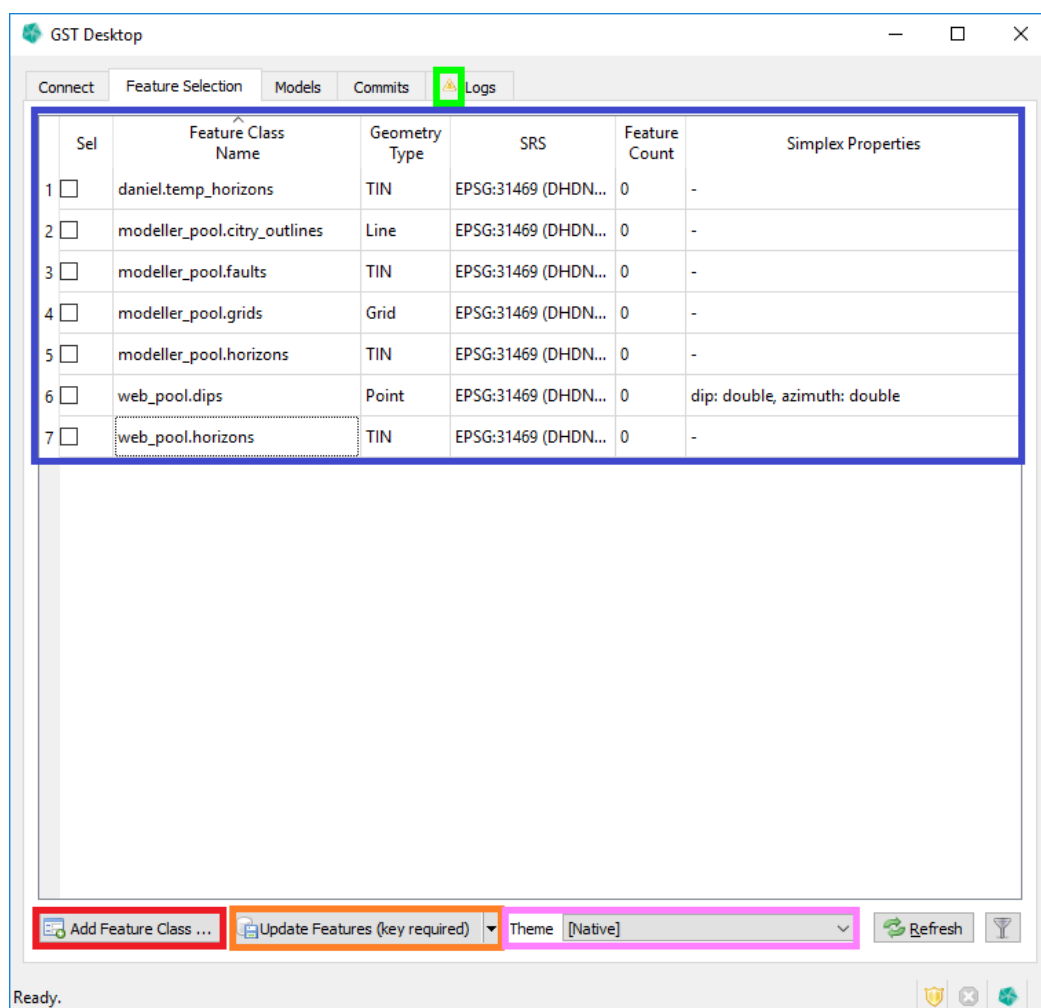 GST Desktop
Connect Feature Selection Models Commits Logs
Sel Feature Class Name Geometry Type SRS Feature Count Simplex Properties
1 daniel.temp_horizons TIN EPSG:31469 (DHDN... 0 -
2 modeller_pool.citry_outlines Line EPSG:31469 (DHDN... 0 -
3 modeller_pool.faults TIN EPSG:31469 (DHDN... 0 -
4 modeller_pool.grids Grid EPSG:31469 (DHDN... 0 -
5 modeller_pool.horizons TIN EPSG:31469 (DHDN... 0 -
6 web_pool.dips Point EPSG:31469 (DHDN... 0 dip: double, azimuth: double
7 web_pool.horizons TIN EPSG:31469 (DHDN... 0 -
Add Feature Class ... Update Features (key required) Theme [Native] Refresh
Ready.